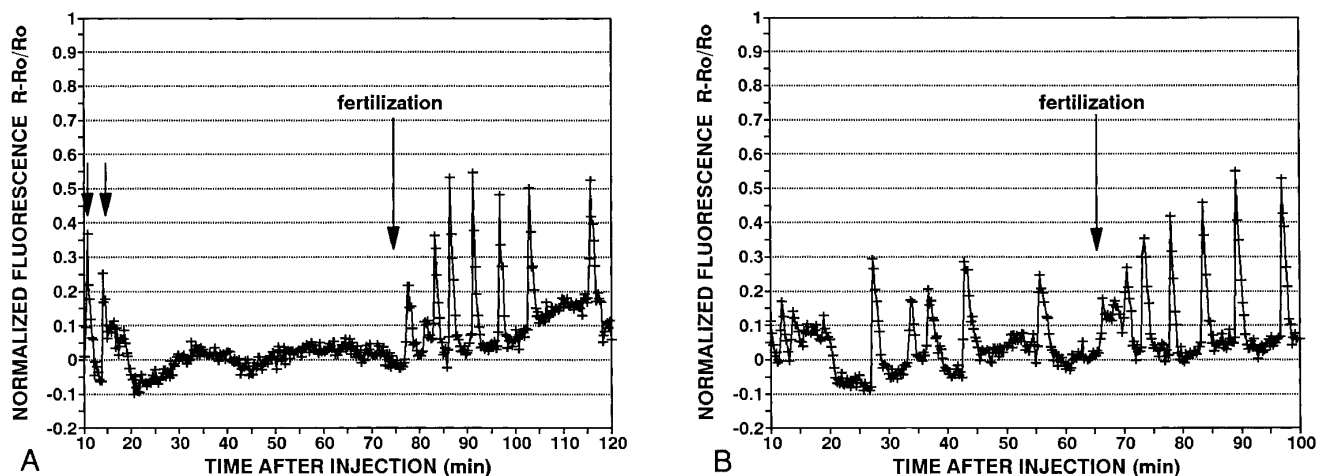 NORMALIZED FLUORESCENCE R-Ro/Ro
1
0.9
0.8
0.7
0.6
0.5
0.4
0.3
0.2
0.1
0
-0.1
-0.2
fertilization
10 20 30 40 50 60 70 80 90 100 110 120
TIME AFTER INJECTION (min)
A
NORMALIZED FLUORESCENCE R-Ro/Ro
1
0.9
0.8
0.7
0.6
0.5
0.4
0.3
0.2
0.1
0
-0.1
-0.2
fertilization
10 20 30 40 50 60 70 80 90 100
TIME AFTER INJECTION (min)
B